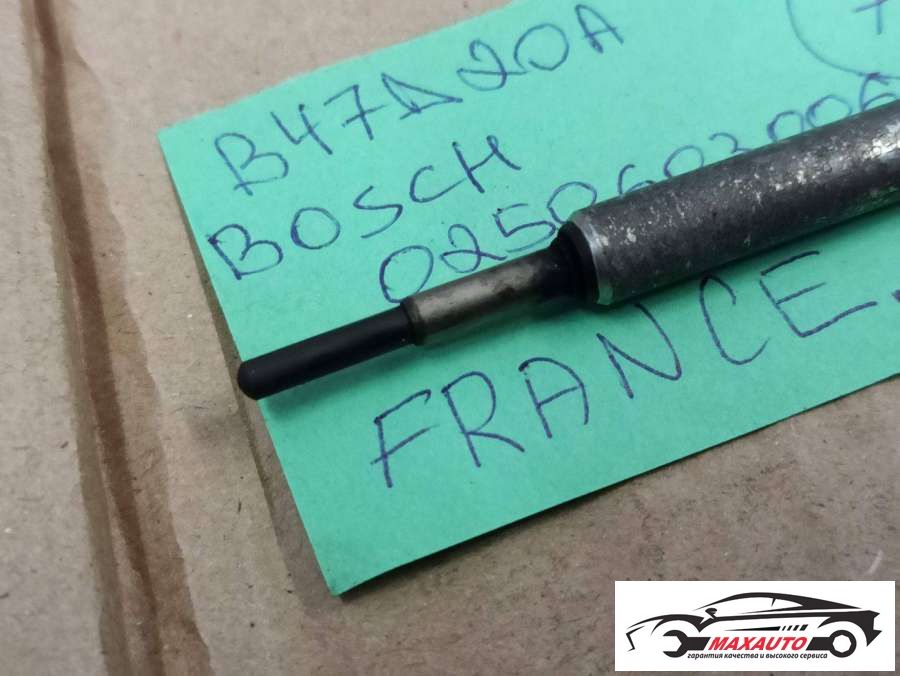 B47D20A
BOSCH
0250603006
FRANCE.
MAXAUTO
гарантия качества и высокого сервиса